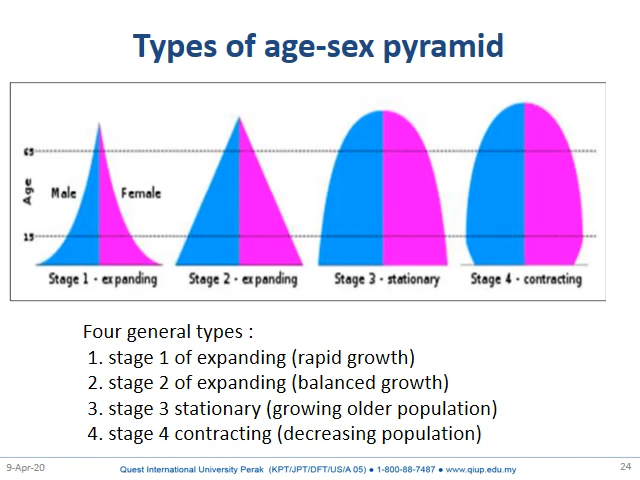 Types of age-sex pyramid
65
Age
Male Female
15
Stage 1 - expanding Stage 2 - expanding Stage 3 - stationary Stage 4 - contracting
Four general types :
1. stage 1 of expanding (rapid growth)
2. stage 2 of expanding (balanced growth)
3. stage 3 stationary (growing older population)
4. stage 4 contracting (decreasing population)
9-Apr-20 Quest International University Perak (KPT/JPT/DFT/US/A 05) ● 1-800-88-7487 ● www.qiup.edu.my 24